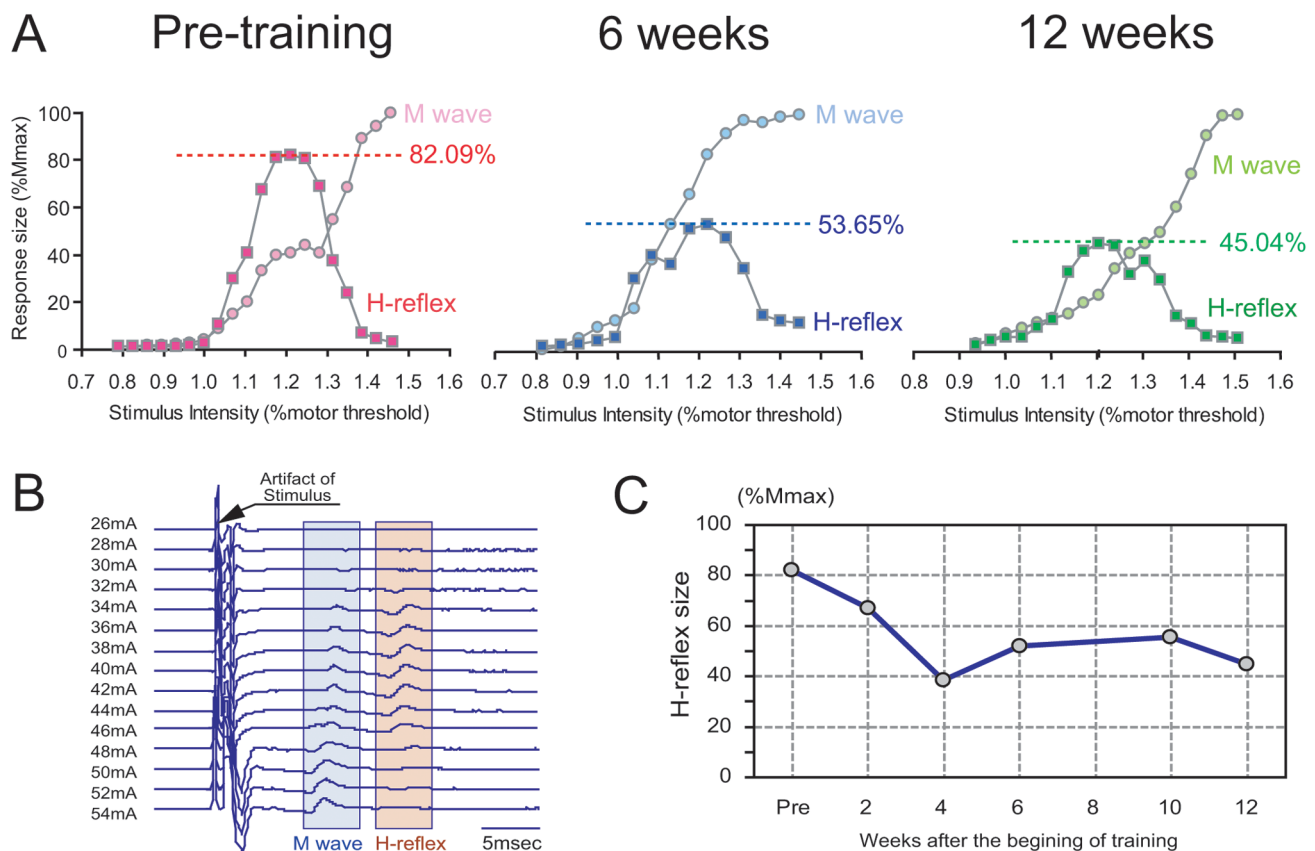 A
Pre-training
6 weeks
12 weeks
Response size (%Mmax)
100
80
60
40
20
0
M wave
82.09%
H-reflex
0.7 0.8 0.9 1.0 1.1 1.2 1.3 1.4 1.5 1.6
Stimulus Intensity (%motor threshold)
M wave
53.65%
H-reflex
0.7 0.8 0.9 1.0 1.1 1.2 1.3 1.4 1.5 1.6
Stimulus Intensity (%motor threshold)
M wave
45.04%
H-reflex
0.8 0.9 1.0 1.1 1.2 1.3 1.4 1.5 1.6
Stimulus Intensity (%motor threshold)
B
Artifact of
Stimulus
26mA
28mA
30mA
32mA
34mA
36mA
38mA
40mA
42mA
44mA
46mA
48mA
50mA
52mA
54mA
M wave
H-reflex
5msec
C
(%Mmax)
H-reflex size
100
80
60
40
20
0
Pre 2 4 6 8 10 12
Weeks after the begining of training